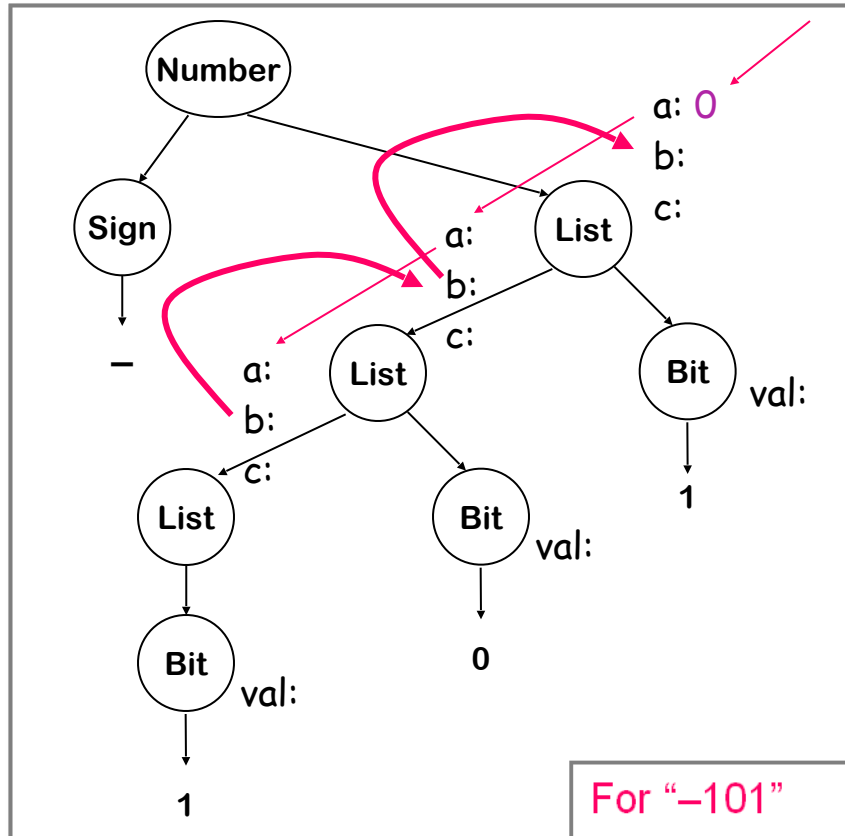 Number
a: 0
b:
c:
Sign
List
a:
b:
c:
–
List
Bit
val:
a:
b:
c:
1
List
Bit
val:
0
Bit
val:
1
For “–101”